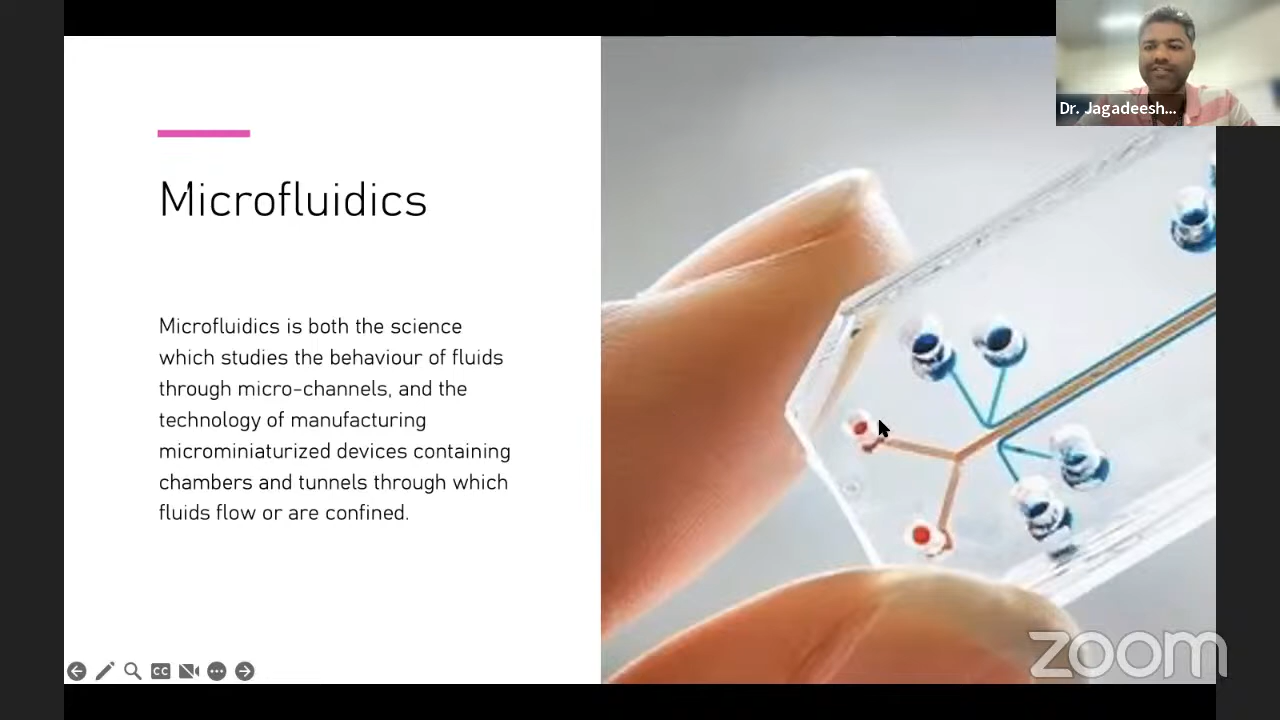 Dr. Jagadeesh...
Microfluidics
Microfluidics is both the science
which studies the behaviour of fluids
through micro-channels, and the
technology of manufacturing
microminiaturized devices containing
chambers and tunnels through which
fluids flow or are confined.
CC
zoom